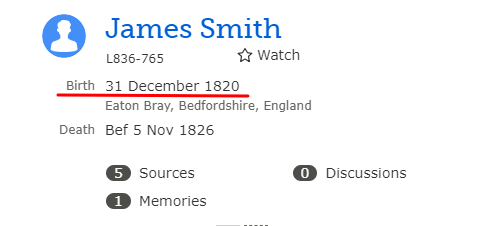 James Smith
L836-765 Watch
Birth 31 December 1820
Eaton Bray, Bedfordshire, England
Death Bef 5 Nov 1826
5 Sources 0 Discussions
1 Memories